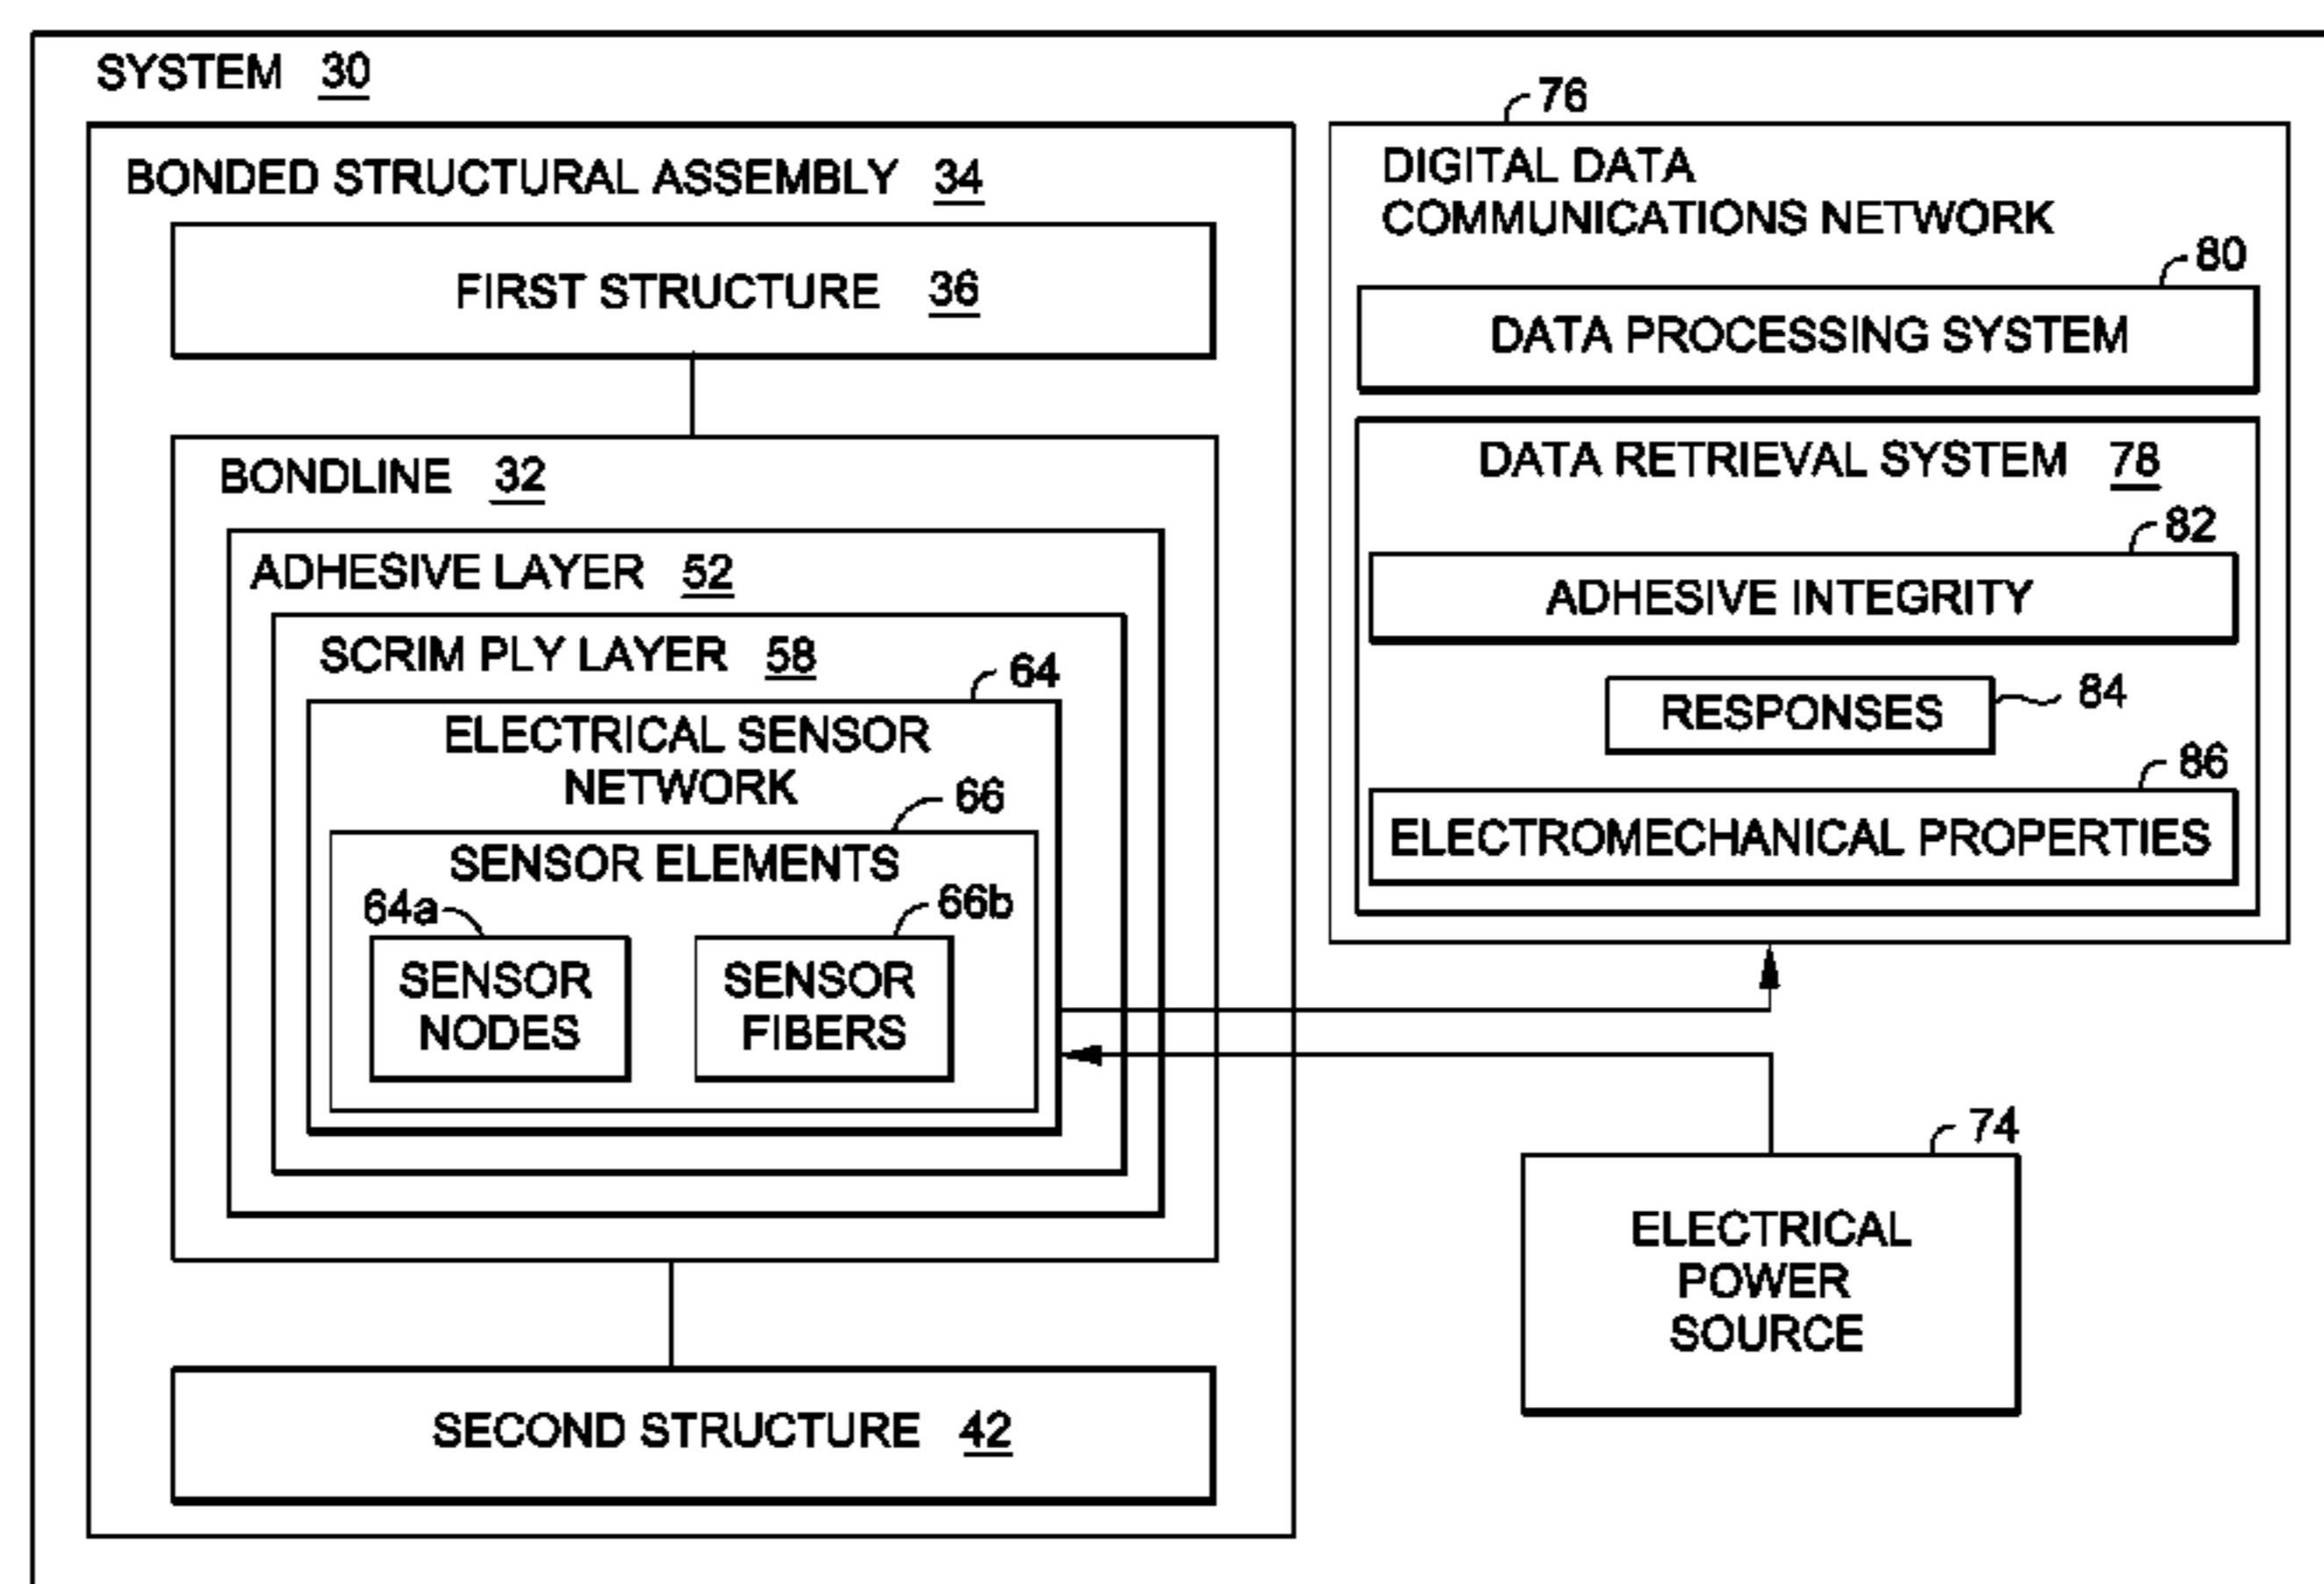 SYSTEM 30
BONDED STRUCTURAL ASSEMBLY 34
FIRST STRUCTURE 36
BONDLINE 32
ADHESIVE LAYER 52
SCRIM PLY LAYER 58
64
ELECTRICAL SENSOR
NETWORK
66
SENSOR ELEMENTS
64a
66b
SENSOR
NODES
SENSOR
FIBERS
SECOND STRUCTURE 42
76
DIGITAL DATA
COMMUNICATIONS NETWORK
80
DATA PROCESSING SYSTEM
DATA RETRIEVAL SYSTEM 78
82
ADHESIVE INTEGRITY
RESPONSES 84
86
ELECTROMECHANICAL PROPERTIES
74
ELECTRICAL
POWER
SOURCE